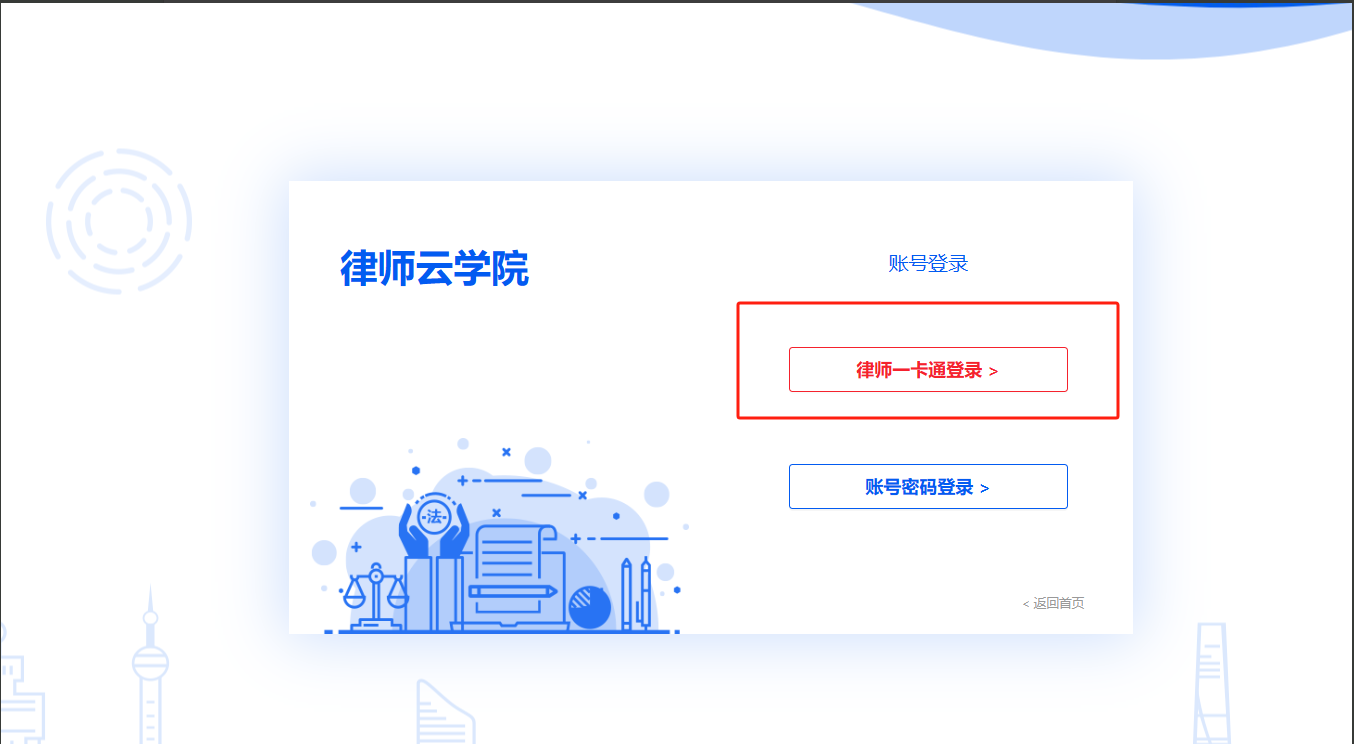 律师云学院
账号登录
律师一卡通登录 >
账号密码登录 >
法
< 返回首页